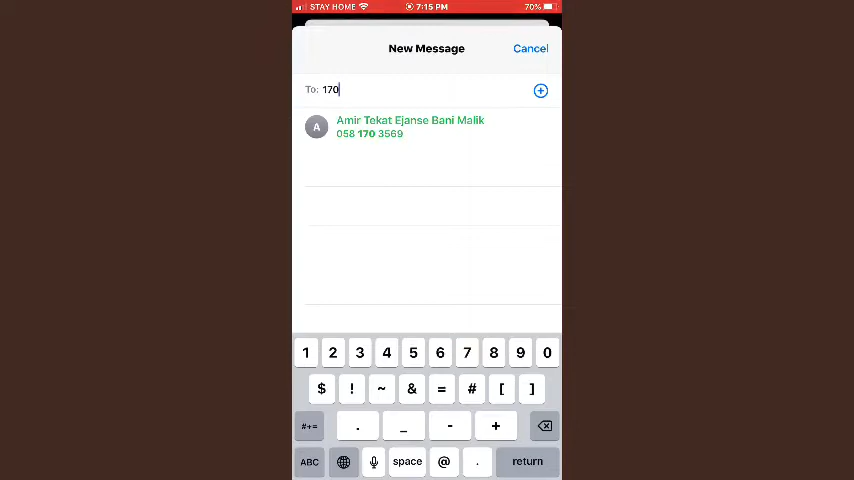 STAY HOME 7:15 PM 70%
New Message Cancel
To: 170
A
Amir Tekat Ejanse Bani Malik
058 170 3569
1 2 3 4 5 6 7 8 9 0
$ ! ~ & = # [ ]
#+= . _ - +
ABC space @ . return